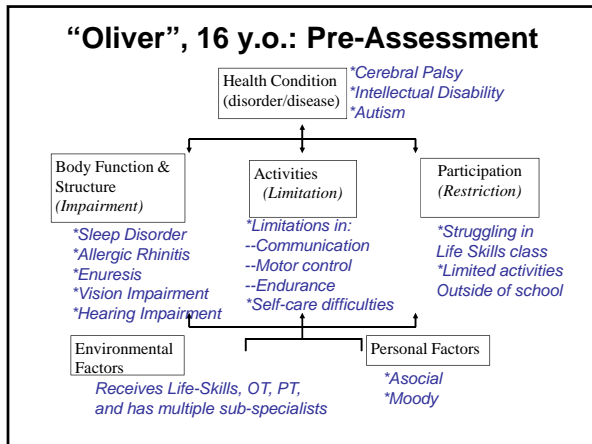 “Oliver”, 16 y.o.: Pre-Assessment
Health Condition
(disorder/disease)
*Cerebral Palsy
*Intellectual Disability
*Autism
Body Function &
Structure
(Impairment)
*Sleep Disorder
*Allergic Rhinitis
*Enuresis
*Vision Impairment
*Hearing Impairment
Activities
(Limitation)
*Limitations in:
--Communication
--Motor control
--Endurance
*Self-care difficulties
Participation
(Restriction)
*Struggling in
Life Skills class
*Limited activities
Outside of school
Environmental
Factors
Receives Life-Skills, OT, PT,
and has multiple sub-specialists
Personal Factors
*Asocial
*Moody